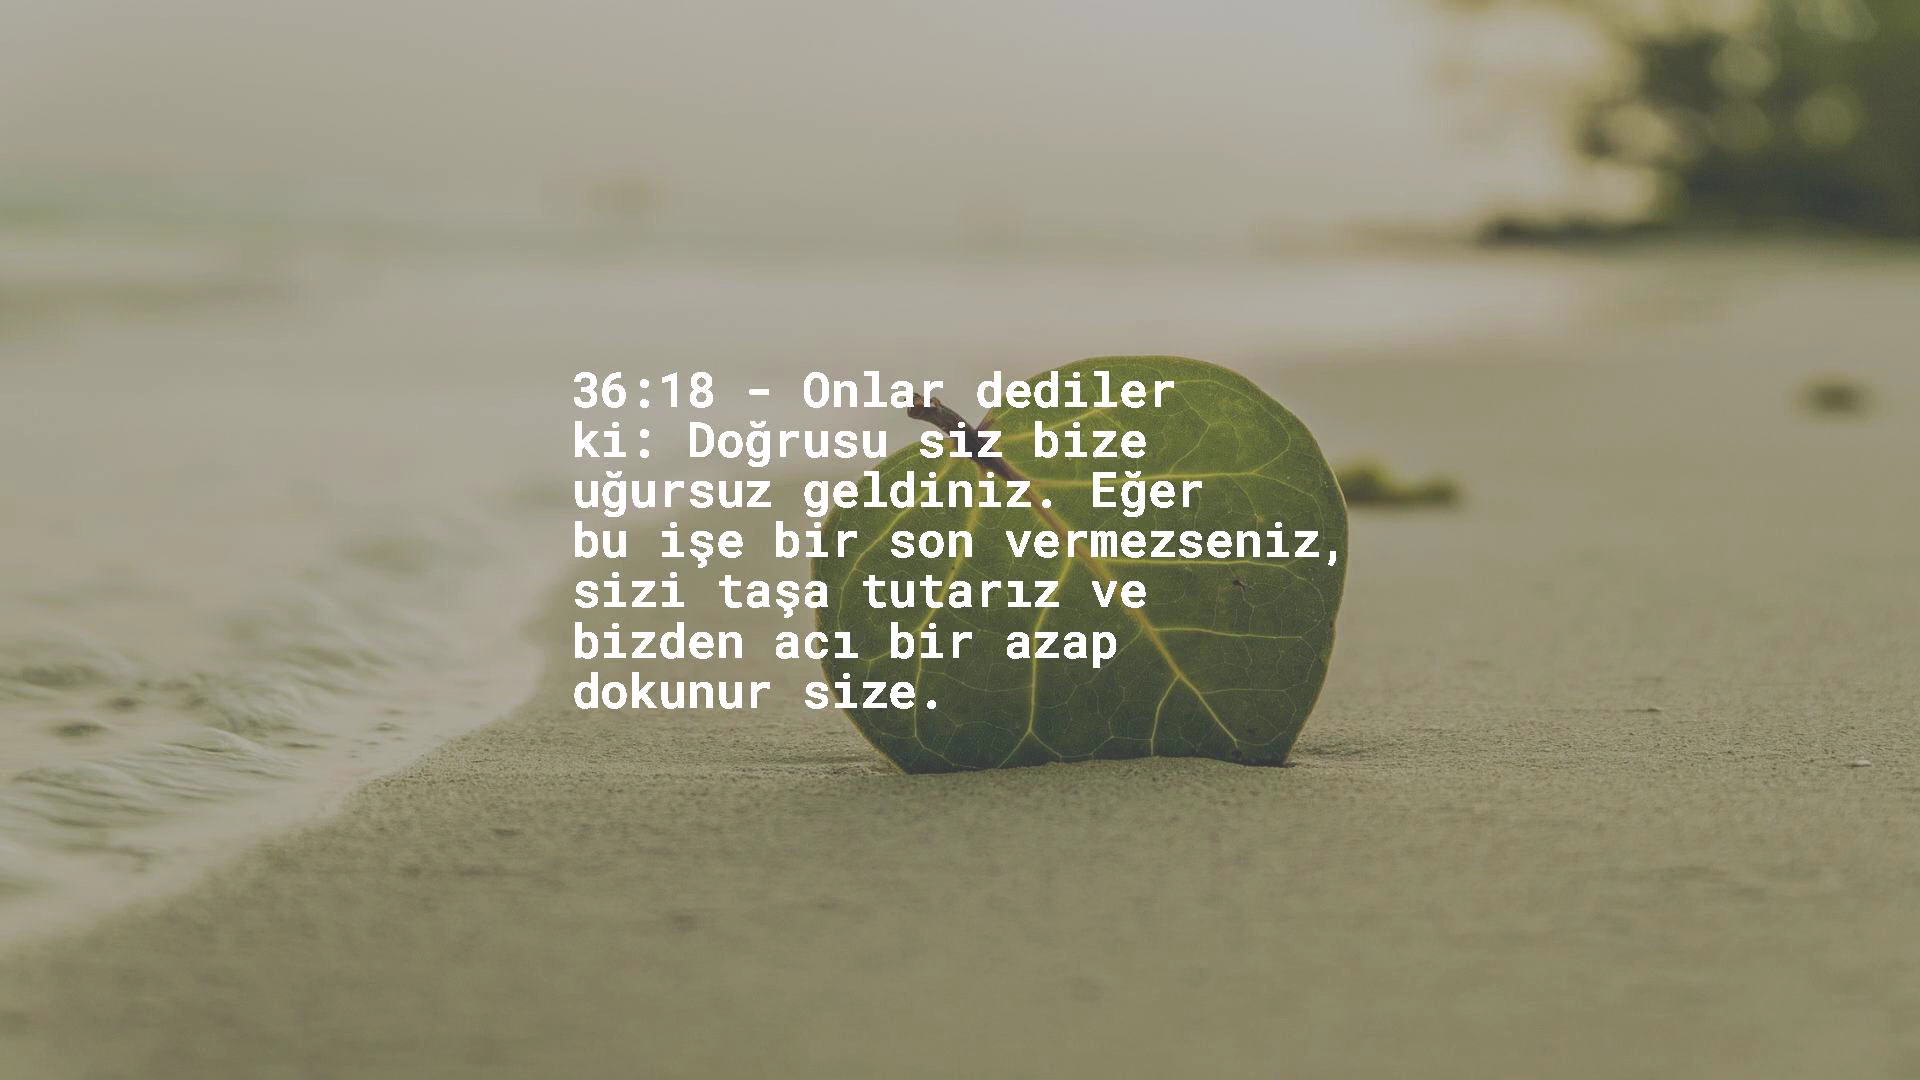 36:18 - Onlar dediler
ki: Doğrusu siz bize
uğursuz geldiniz. Eğer
bu işe bir son vermezseniz,
sizi taşa tutarız ve
bizden acı bir azap
dokunur size.